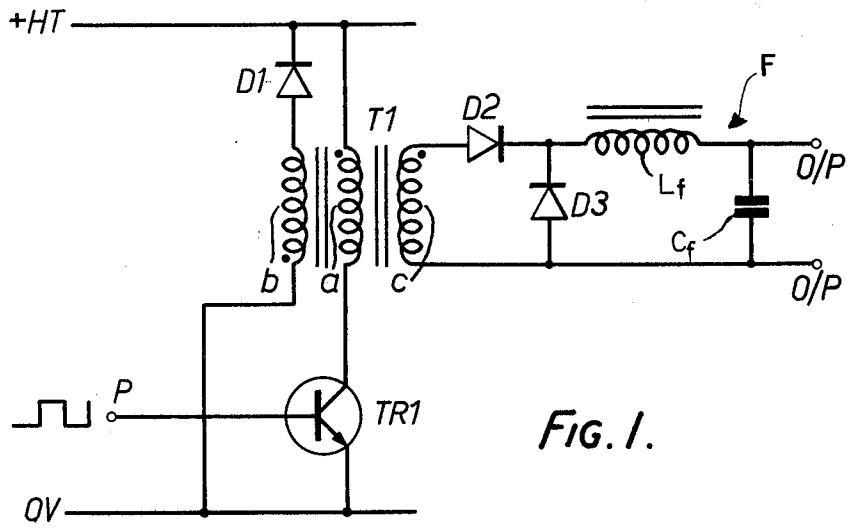 +HT
D1
T1
D2
F
O/P
Lf
D3
Cf
b
a
c
O/P
P
TR1
FIG. 1.
OV